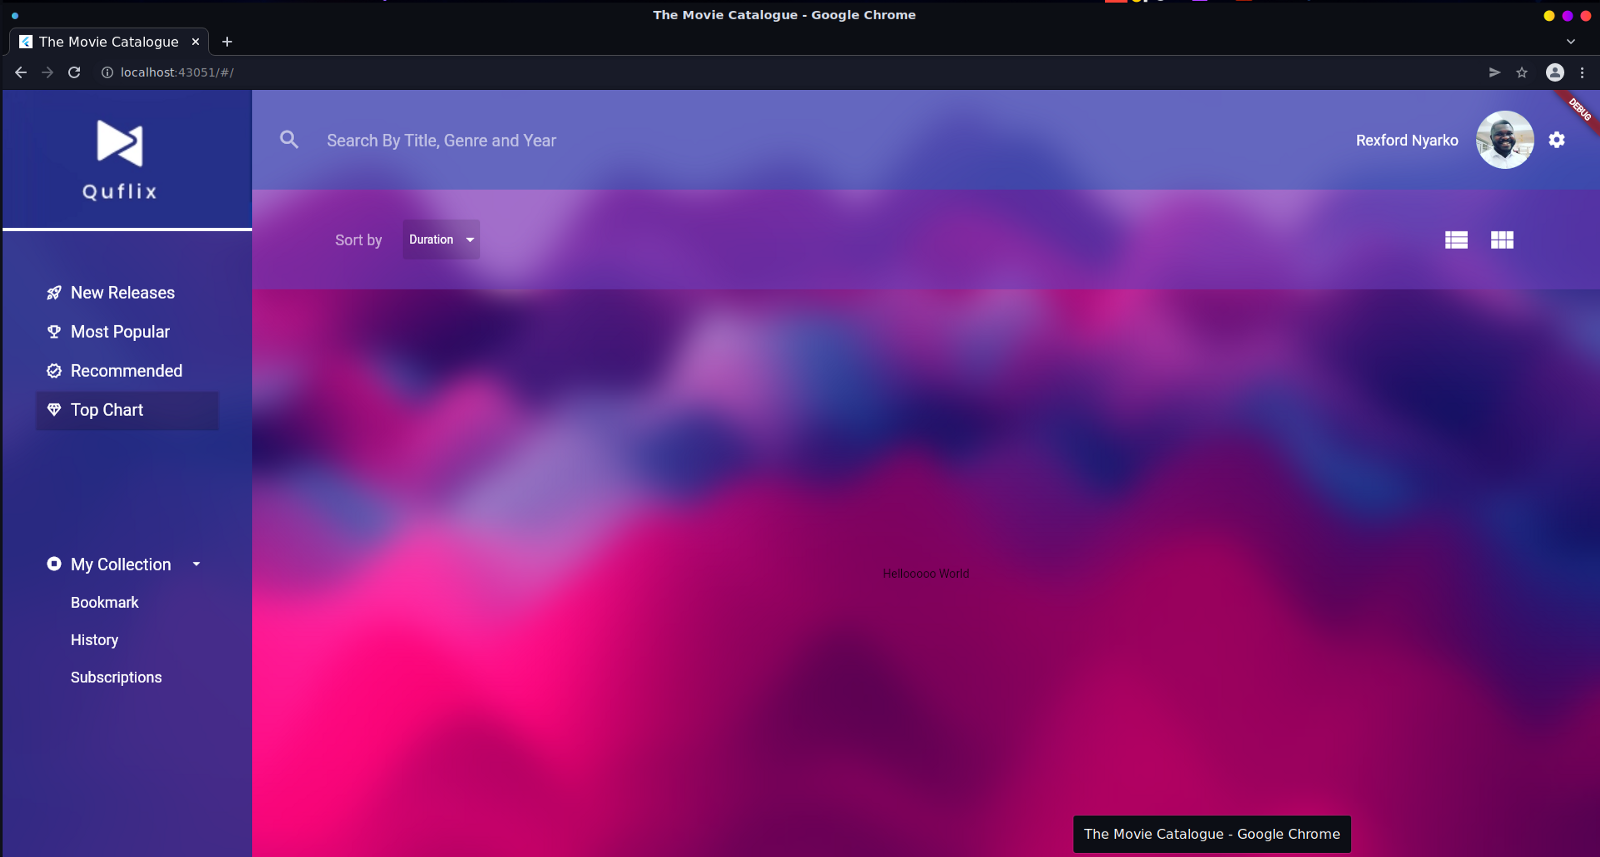 The Movie Catalogue - Google Chrome
The Movie Catalogue
localhost:43051/#/
DEBUG
Quflix
Search By Title, Genre and Year
Rexford Nyarko
Sort by
Duration
New Releases
Most Popular
Recommended
Top Chart
My Collection
Bookmark
History
Subscriptions
Hellooooo World
The Movie Catalogue - Google Chrome